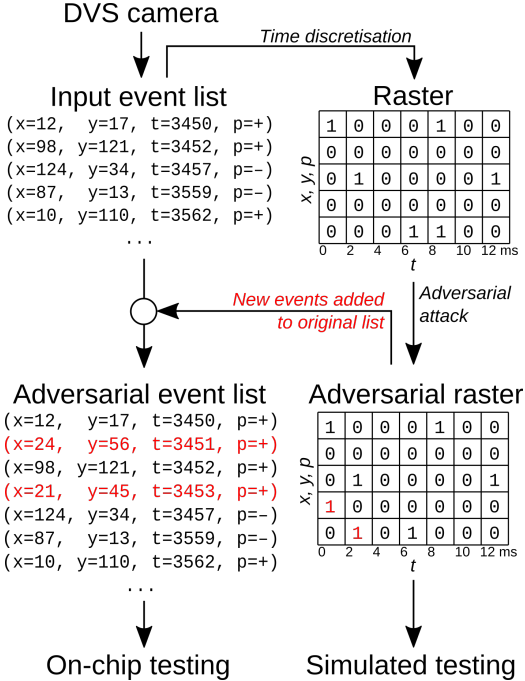 DVS camera
Time discretisation
Input event list
(x=12,  y=17, t=3450, p=+)
(x=98, y=121, t=3452, p=+)
(x=124, y=34, t=3457, p=–)
(x=87,  y=13, t=3559, p=–)
(x=10, y=110, t=3562, p=+)
...
Raster
x, y, p
1 0 0 0 1 0 0
0 0 0 0 0 0 0
0 1 0 0 0 0 1
0 0 0 0 0 0 0
0 0 0 1 1 0 0
0 2 4 6 8 10 12 ms
t
New events added
to original list
Adversarial
attack
Adversarial event list
(x=12,  y=17, t=3450, p=+)
(x=24,  y=56, t=3451, p=+)
(x=98, y=121, t=3452, p=+)
(x=21,  y=45, t=3453, p=+)
(x=124, y=34, t=3457, p=–)
(x=87,  y=13, t=3559, p=–)
(x=10, y=110, t=3562, p=+)
...
Adversarial raster
x, y, p
1 0 0 0 1 0 0
0 0 0 0 0 0 0
0 1 0 0 0 0 1
1 0 0 0 0 0 0
0 1 0 1 0 0 0
0 2 4 6 8 10 12 ms
t
On-chip testing
Simulated testing